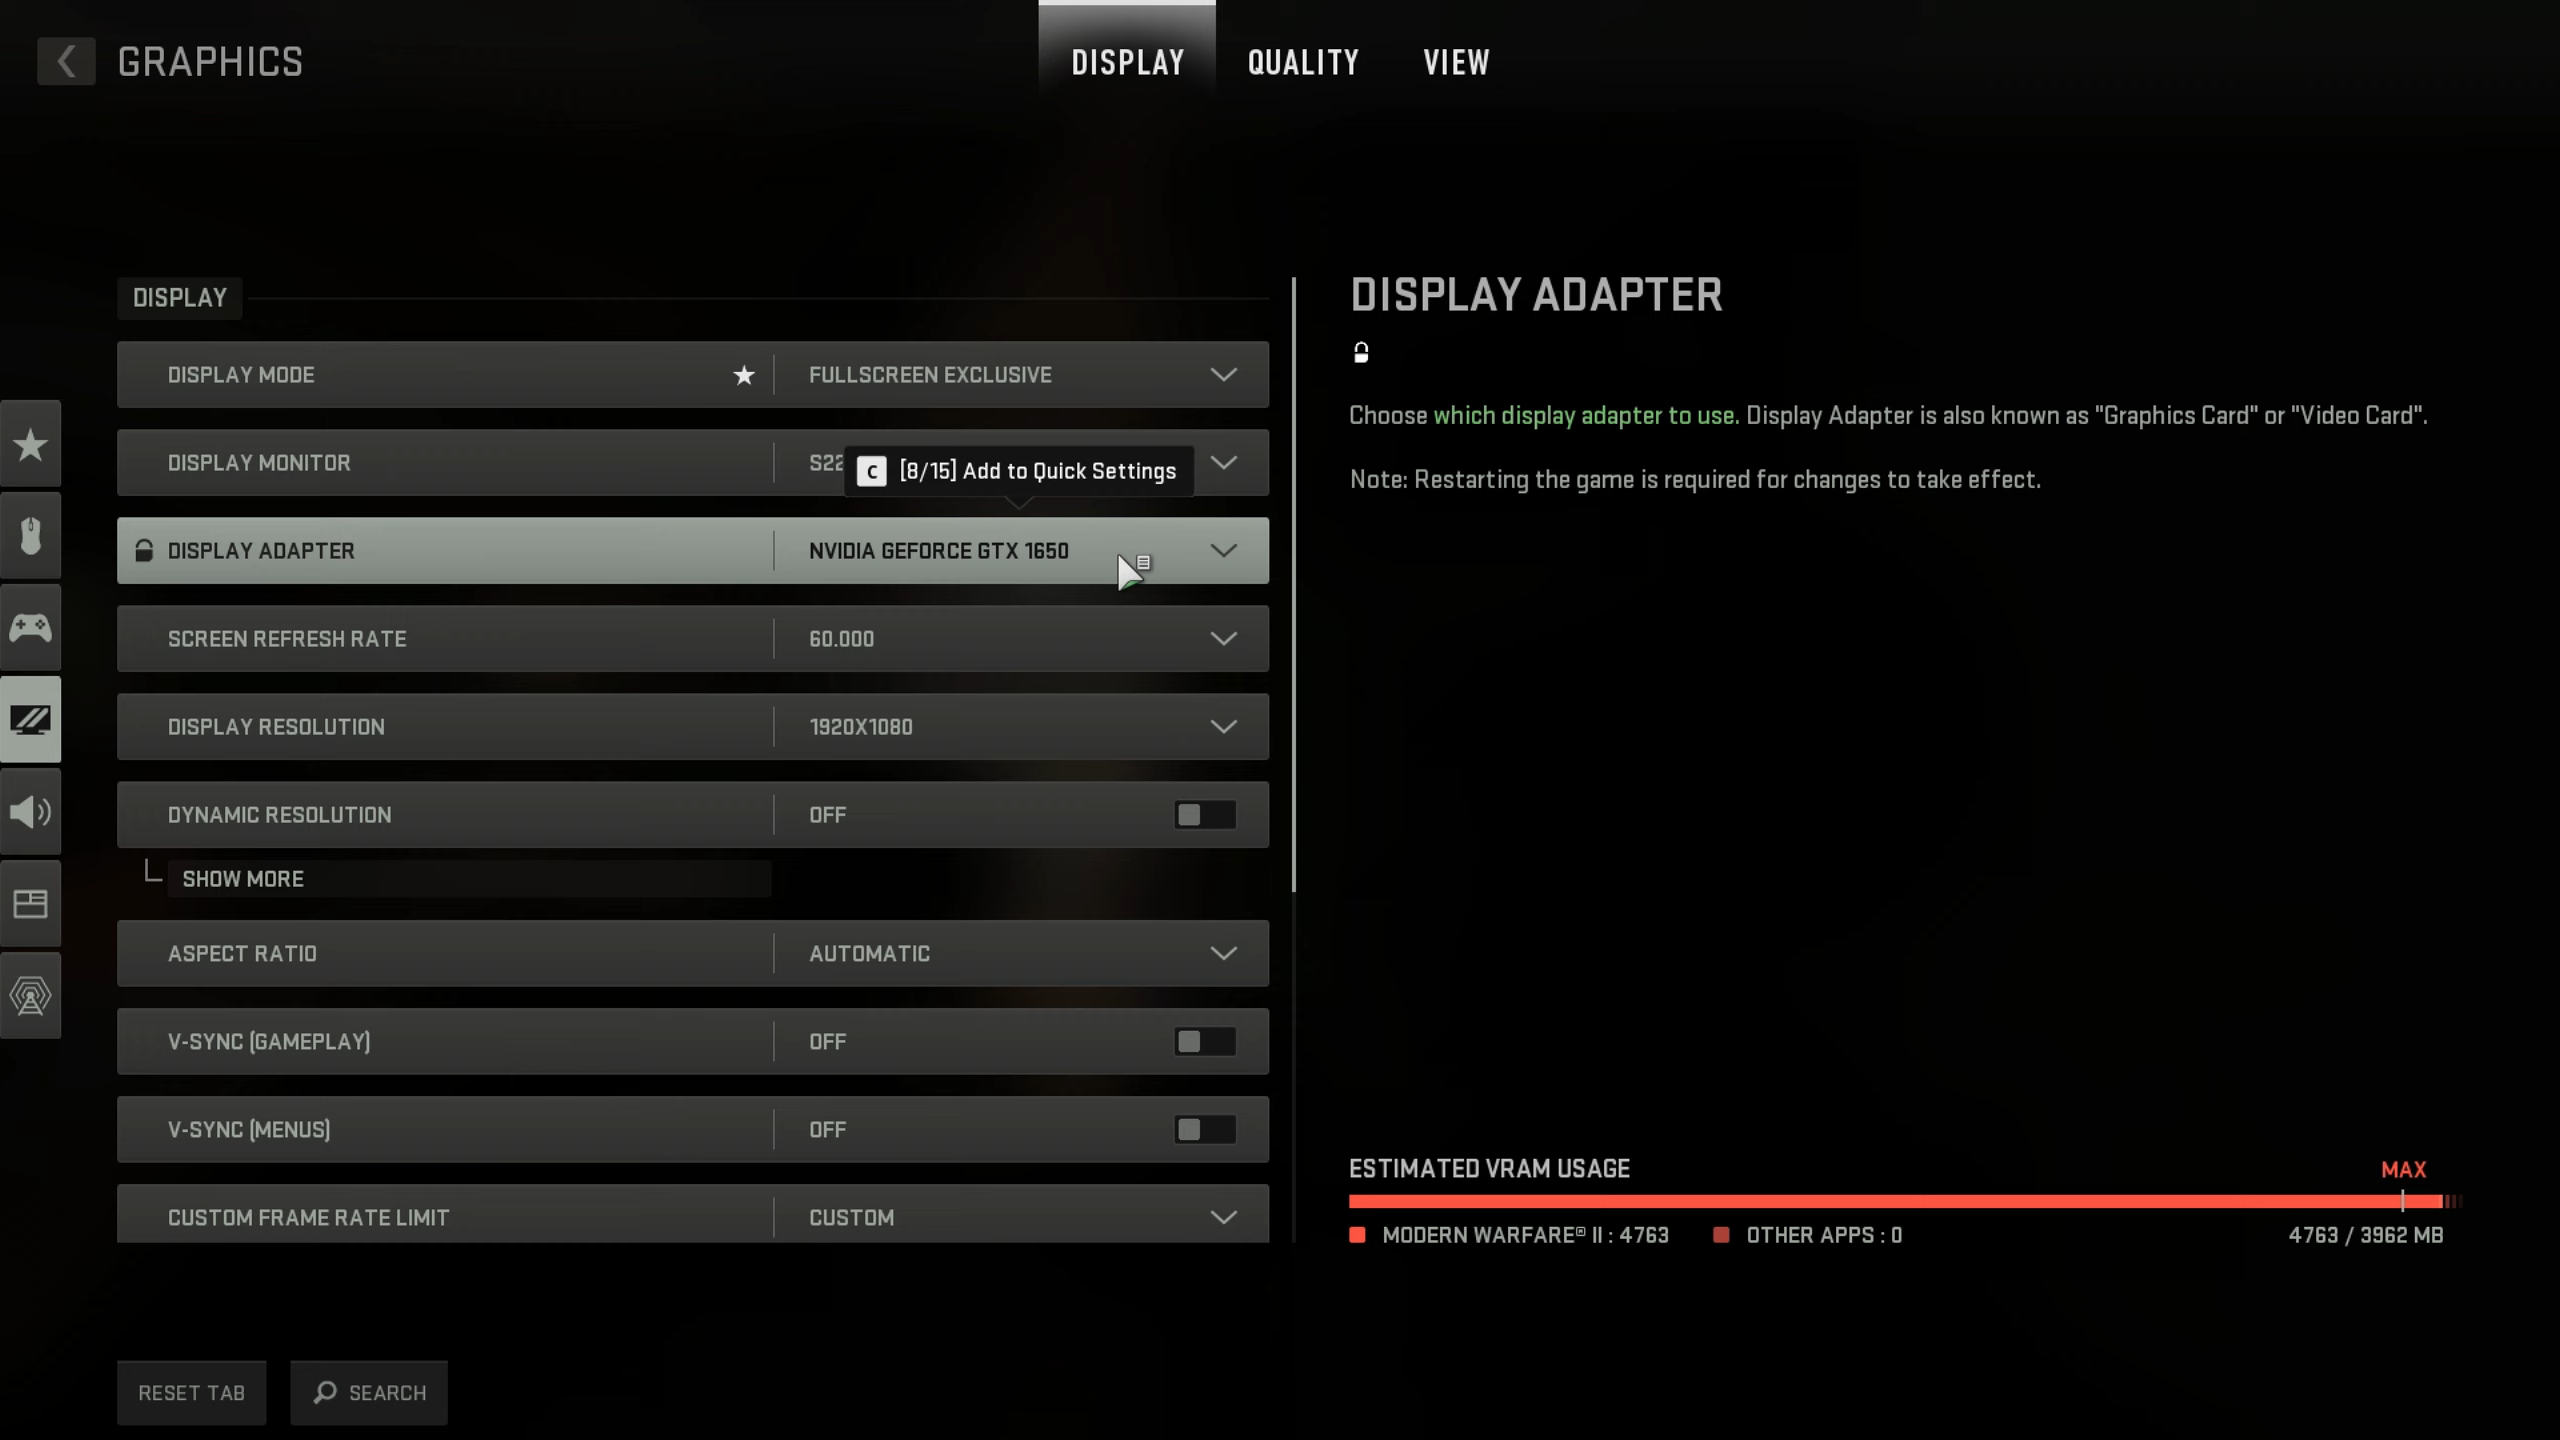 GRAPHICS
DISPLAY QUALITY VIEW
DISPLAY
DISPLAY MODE FULLSCREEN EXCLUSIVE
DISPLAY MONITOR S22
C [8/15] Add to Quick Settings
DISPLAY ADAPTER NVIDIA GEFORCE GTX 1650
SCREEN REFRESH RATE 60.000
DISPLAY RESOLUTION 1920X1080
DYNAMIC RESOLUTION OFF
SHOW MORE
ASPECT RATIO AUTOMATIC
V-SYNC (GAMEPLAY) OFF
V-SYNC (MENUS) OFF
CUSTOM FRAME RATE LIMIT CUSTOM
RESET TAB SEARCH
DISPLAY ADAPTER
Choose which display adapter to use. Display Adapter is also known as "Graphics Card" or "Video Card".
Note: Restarting the game is required for changes to take effect.
ESTIMATED VRAM USAGE MAX
MODERN WARFARE® II : 4763 OTHER APPS : 0 4763 / 3962 MB